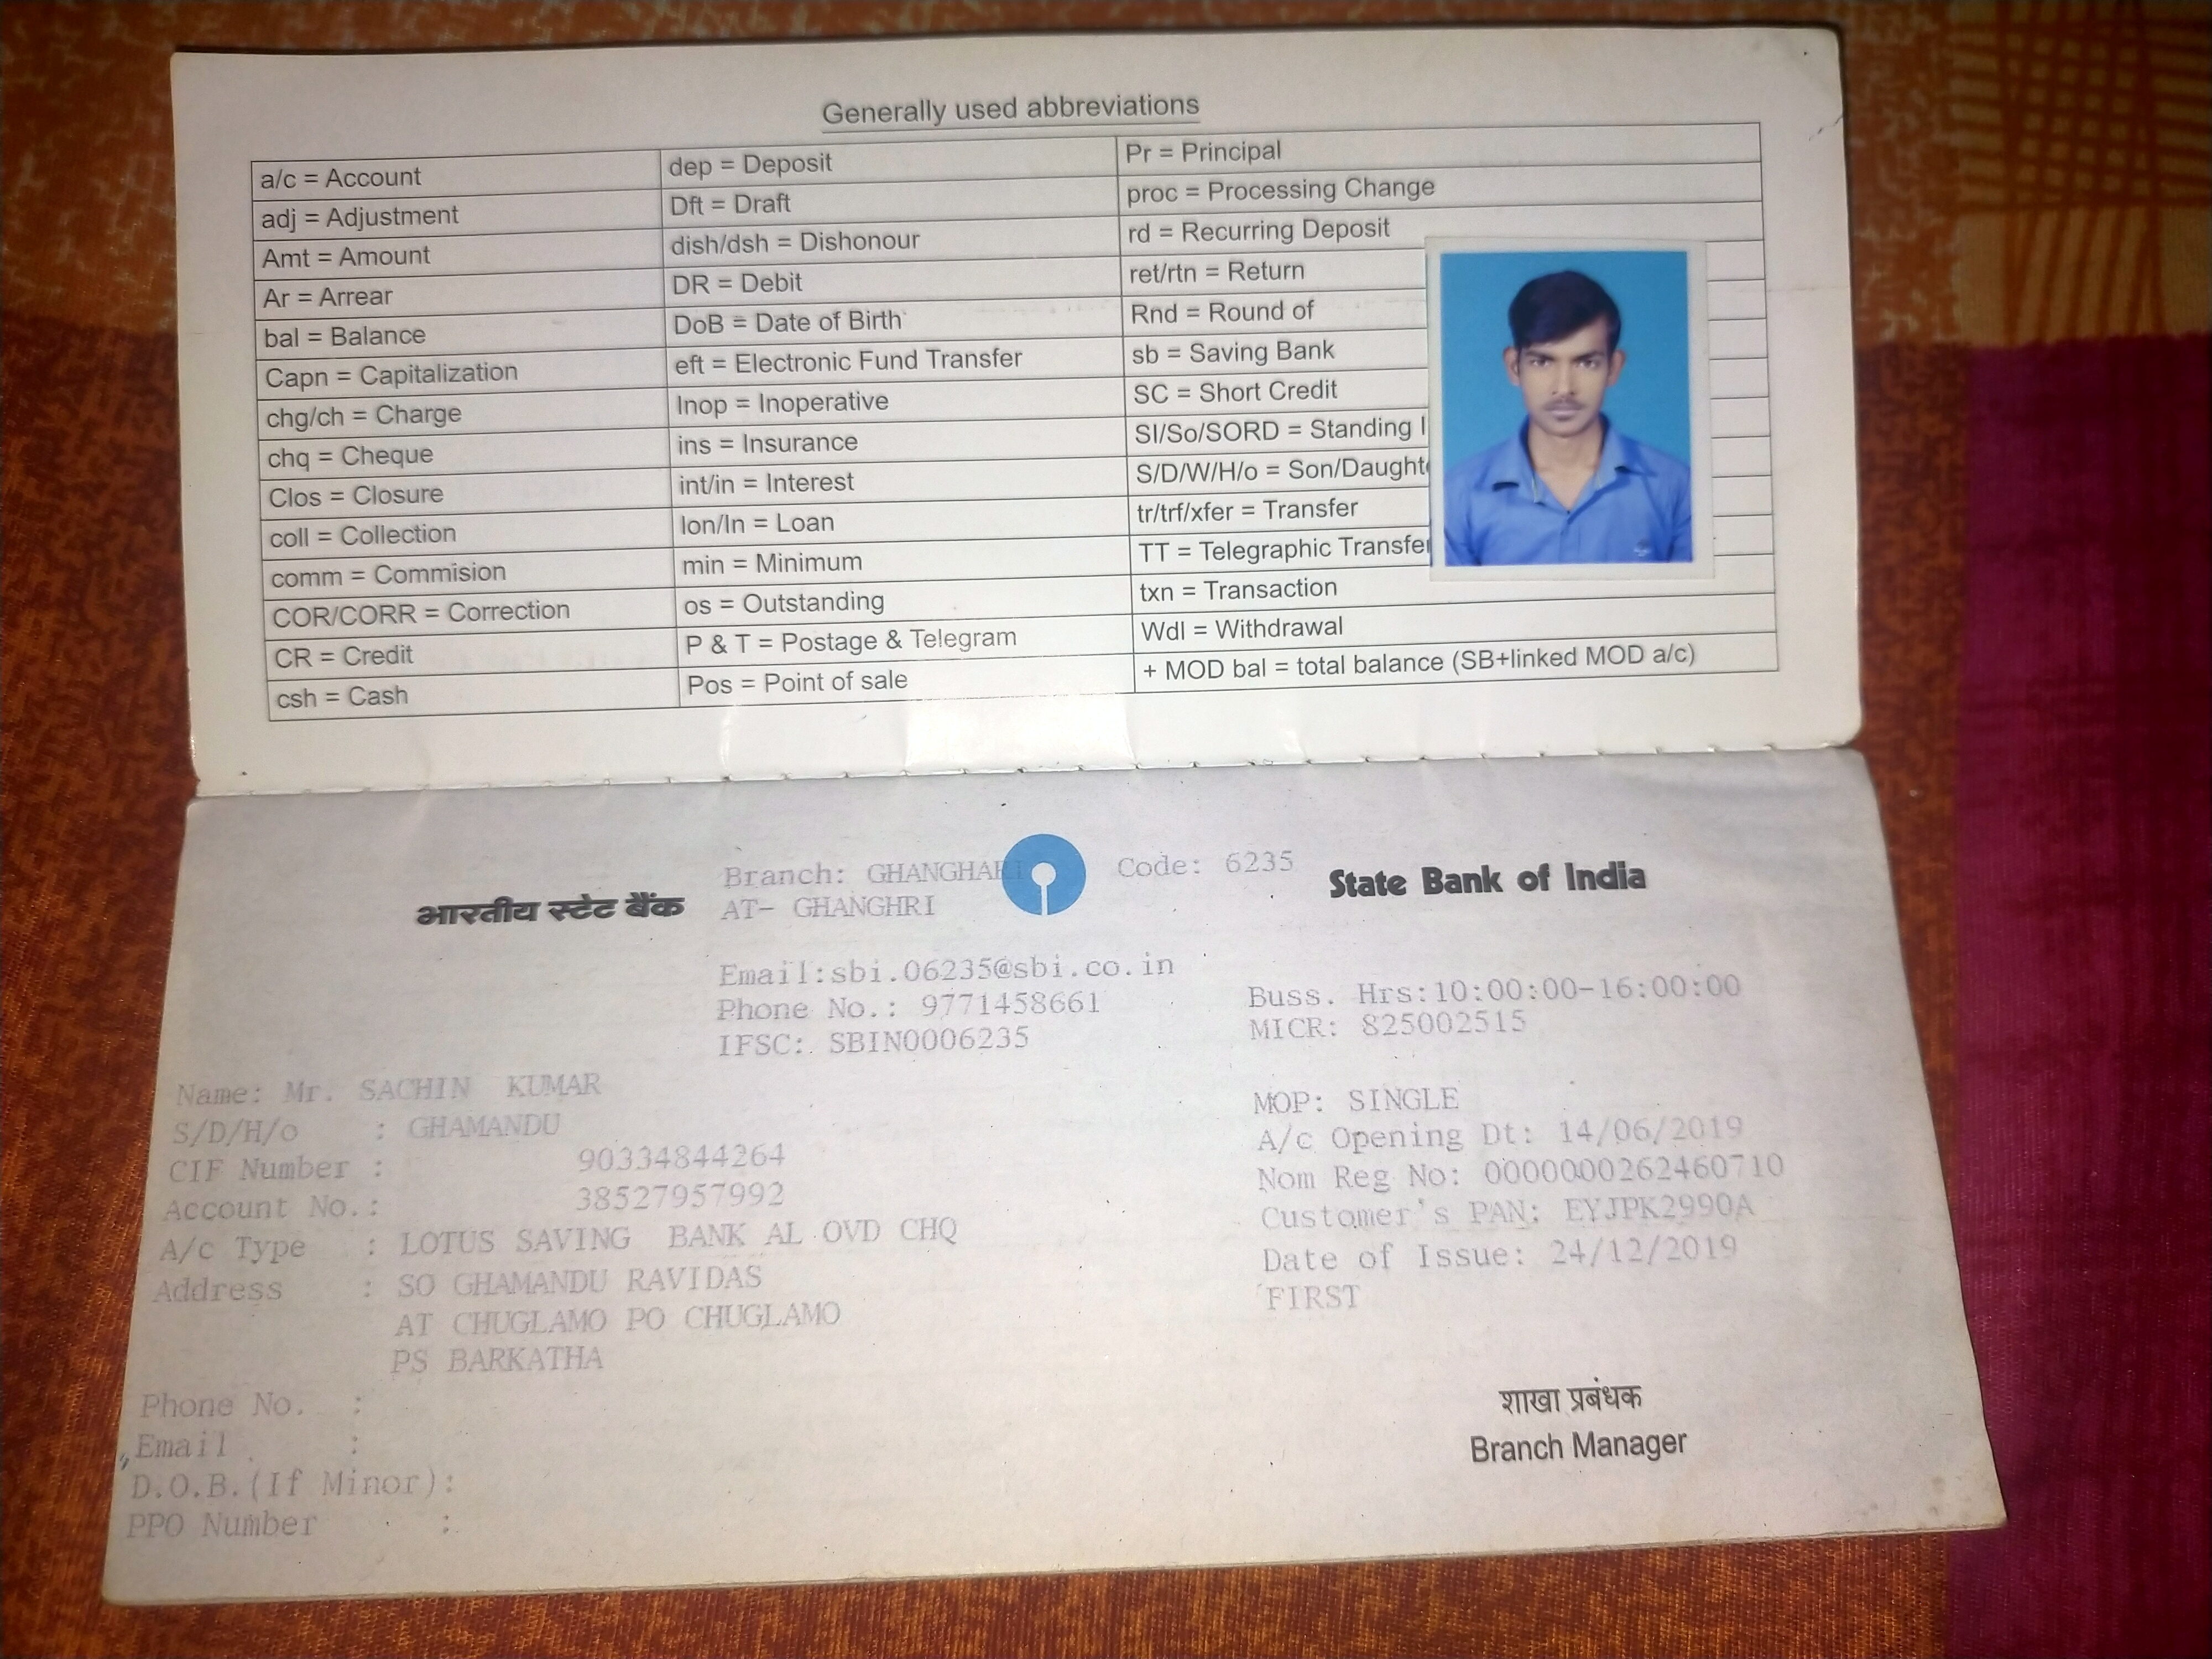 Generally used abbreviations
a/c = Account
adj = Adjustment
Amt = Amount
Ar = Arrear
bal = Balance
Capn = Capitalization
chg/ch = Charge
chq = Cheque
Clos = Closure
coll = Collection
comm = Commision
COR/CORR = Correction
CR = Credit
csh = Cash
dep = Deposit
Dft = Draft
dish/dsh = Dishonour
DR = Debit
DoB = Date of Birth
eft = Electronic Fund Transfer
Inop = Inoperative
ins = Insurance
int/in = Interest
lon/ln = Loan
min = Minimum
os = Outstanding
P & T = Postage & Telegram
Pos = Point of sale
Pr = Principal
proc = Processing Change
rd = Recurring Deposit
ret/rtn = Return
Rnd = Round of
sb = Saving Bank
SC = Short Credit
SI/So/SORD = Standing
S/D/W/H/o = Son/
tr/trf/xfer = Transfer
TT = Telegraphic Transfer
txn = Transaction
Wdl = Withdrawal
+ MOD bal = total balance (SB+linked MOD a/c)
भारतीय स्टेट बैंक
Branch: GHANGHARI Code: 6235
State Bank of India
AT- GHANGHRI
Email:sbi.06235@sbi.co.in
Phone No.: 9771458661
Buss. Hrs:10:00:00-16:00:00
IFSC: SBIN0006235
MICR: 825002515
Name: Mr. SACHIN KUMAR
S/D/H/o : GHAMANDU
CIF Number : 90334844264
Account No.: 38527957992
A/c Type : LOTUS SAVING BANK AL OVD CHQ
Address : SO GHAMANDU RAVIDAS
AT CHUGLAMO PO CHUGLAMO
PS BARKATHA
Phone No. :
Email :
D.O.B.(If Minor):
PPO Number :
MOP: SINGLE
A/c Opening Dt: 14/06/2019
Nom Reg No: 0000000262460710
Customer's PAN: EYJPK2990A
Date of Issue: 24/12/2019
FIRST
शाखा प्रबंधक
Branch Manager